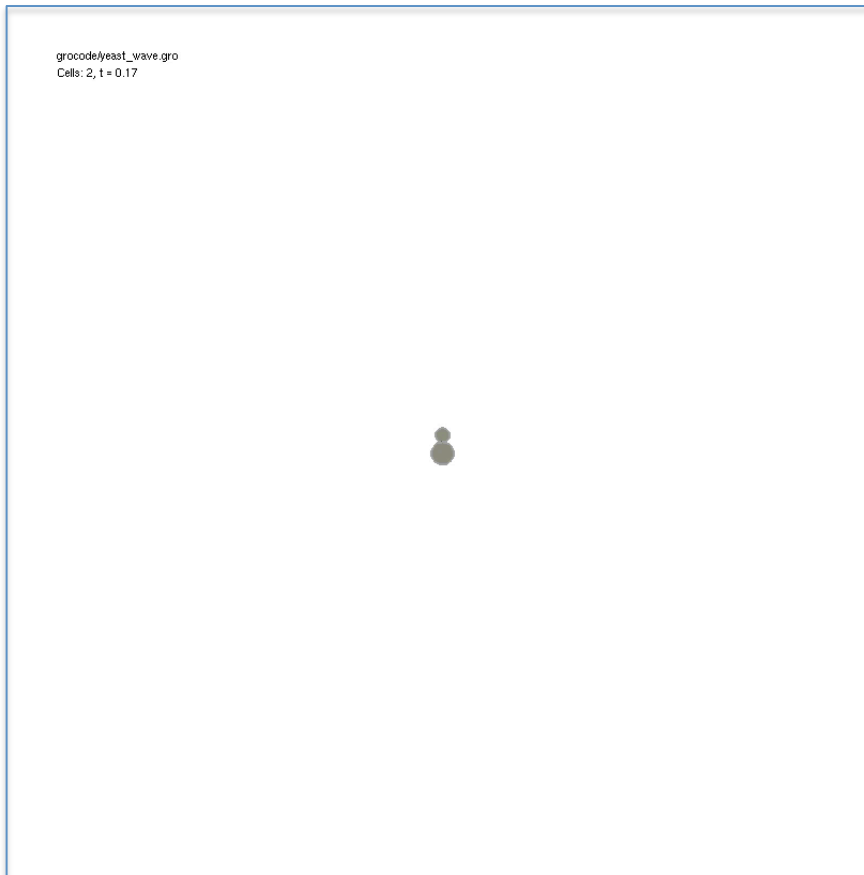 grocode/yeast_wave.gro
Cells: 2, t = 0.17